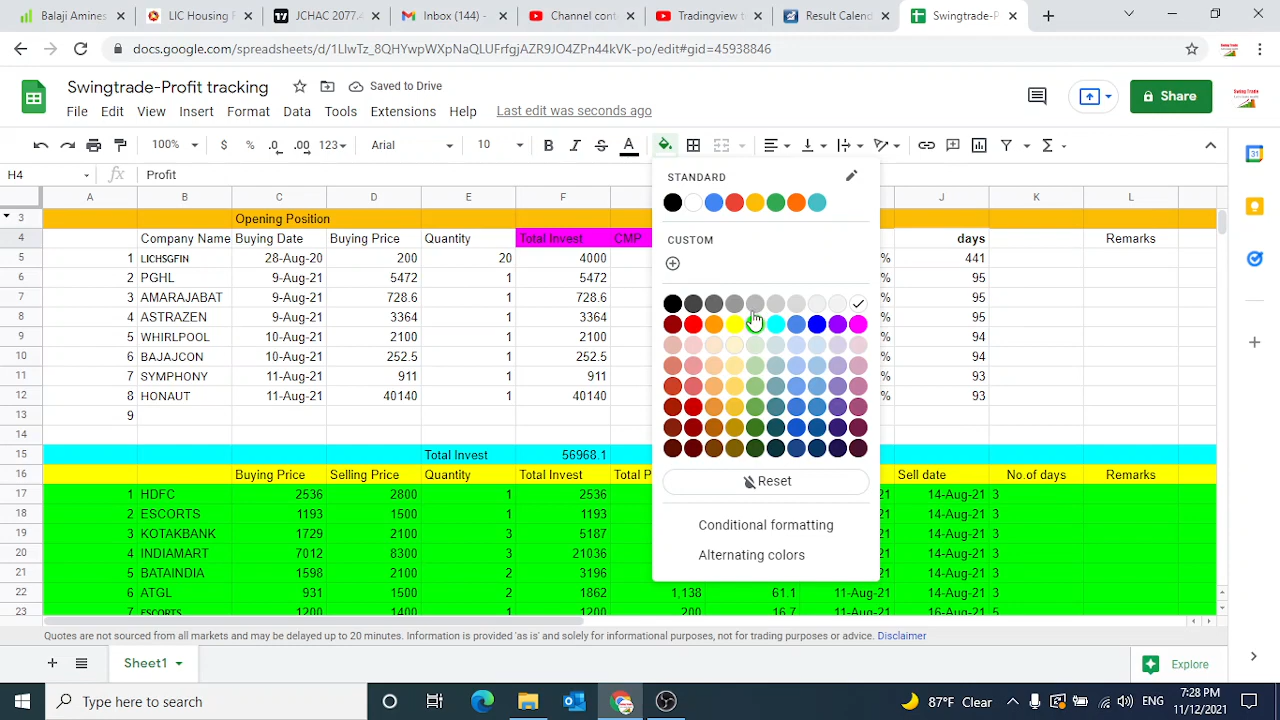 Balaji Amines
LIC Housing F
JCHAC 2077.4
Inbox (144)
Channel cont
Tradingview t
Result Calend
Swingtrade-P
docs.google.com/spreadsheets/d/1LlwTz_8QHYwpWXpNaQLUFrfgjAZR9JO4ZPn44kVK-po/edit#gid=45938846
Swingtrade-Profit tracking
Saved to Drive
Share
File Edit View Insert Format Data Tools Extensions Help Last edit was seconds ago
100% $ % .0 .00 123 Arial 10 B I S A
H4 fx Profit
STANDARD
CUSTOM
Reset
Conditional formatting
Alternating colors
A B C D E F J K L
3 Opening Position
4 Company Name Buying Date Buying Price Quantity Total Invest CMP days Remarks
5 1 LICHSGFIN 28-Aug-20 200 20 4000 % 441
6 2 PGHL 9-Aug-21 5472 1 5472 % 95
7 3 AMARAJABAT 9-Aug-21 728.6 1 728.6 % 95
8 4 ASTRAZEN 9-Aug-21 3364 1 3364 % 95
9 5 WHIRLPOOL 10-Aug-21 2100 1 2100 % 94
10 6 BAJAJCON 10-Aug-21 252.5 1 252.5 % 94
11 7 SYMPHONY 11-Aug-21 911 1 911 % 93
12 8 HONAUT 11-Aug-21 40140 1 40140 % 93
13 9
14
15 Total Invest 56968.1
16 Buying Price Selling Price Quantity Total Invest Total P Sell date No.of days Remarks
17 1 HDFC 2536 2800 1 2536 21 14-Aug-21 3
18 2 ESCORTS 1193 1500 1 1193 21 14-Aug-21 3
19 3 KOTAKBANK 1729 2100 3 5187 21 14-Aug-21 3
20 4 INDIAMART 7012 8300 3 21036 21 14-Aug-21 3
21 5 BATAINDIA 1598 2100 2 3196 21 14-Aug-21 3
22 6 ATGL 931 1500 2 1862 1,138 61.1 11-Aug-21 14-Aug-21 3
23 7 ESCORTS 1200 1400 1 1200 200 16.7 11-Aug-21 16-Aug-21 5
Quotes are not sourced from all markets and may be delayed up to 20 minutes. Information is provided 'as is' and solely for informational purposes, not for trading purposes or advice. Disclaimer
Sheet1
Explore
Type here to search
87°F Clear
ENG
7:28 PM
11/12/2021